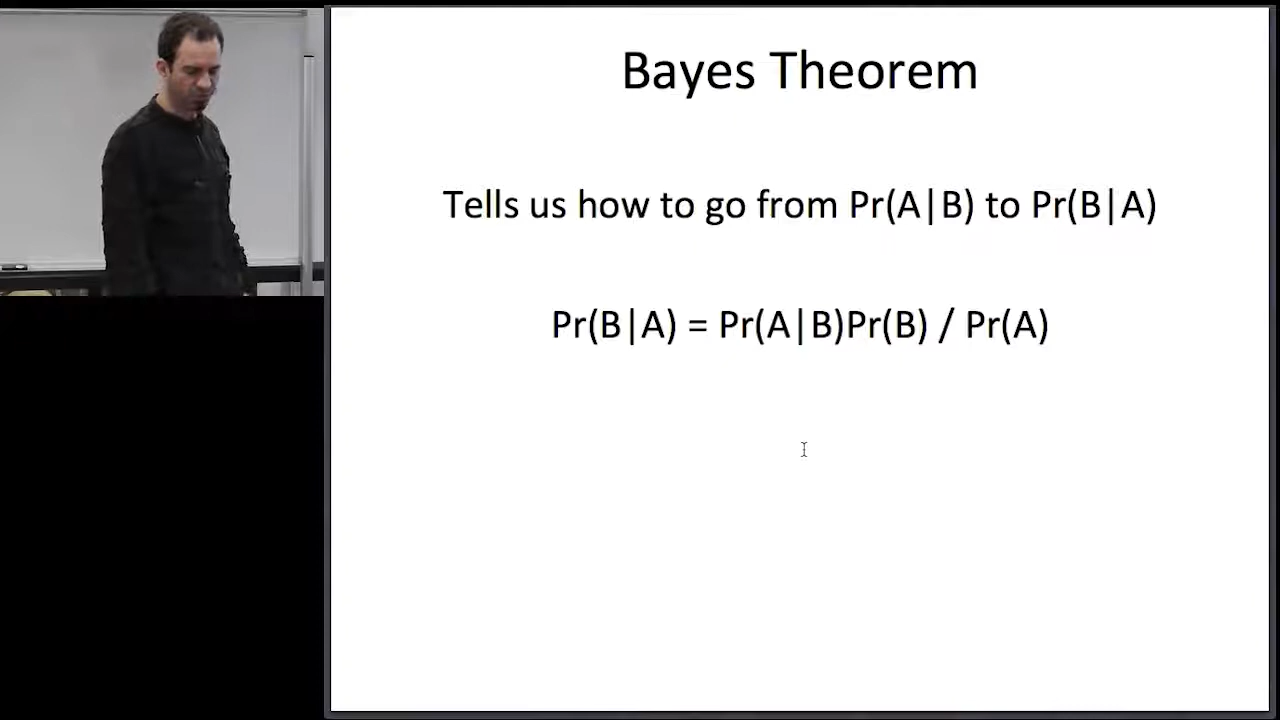 Bayes Theorem
Tells us how to go from Pr(A|B) to Pr(B|A)
Pr(B|A) = Pr(A|B)Pr(B) / Pr(A)